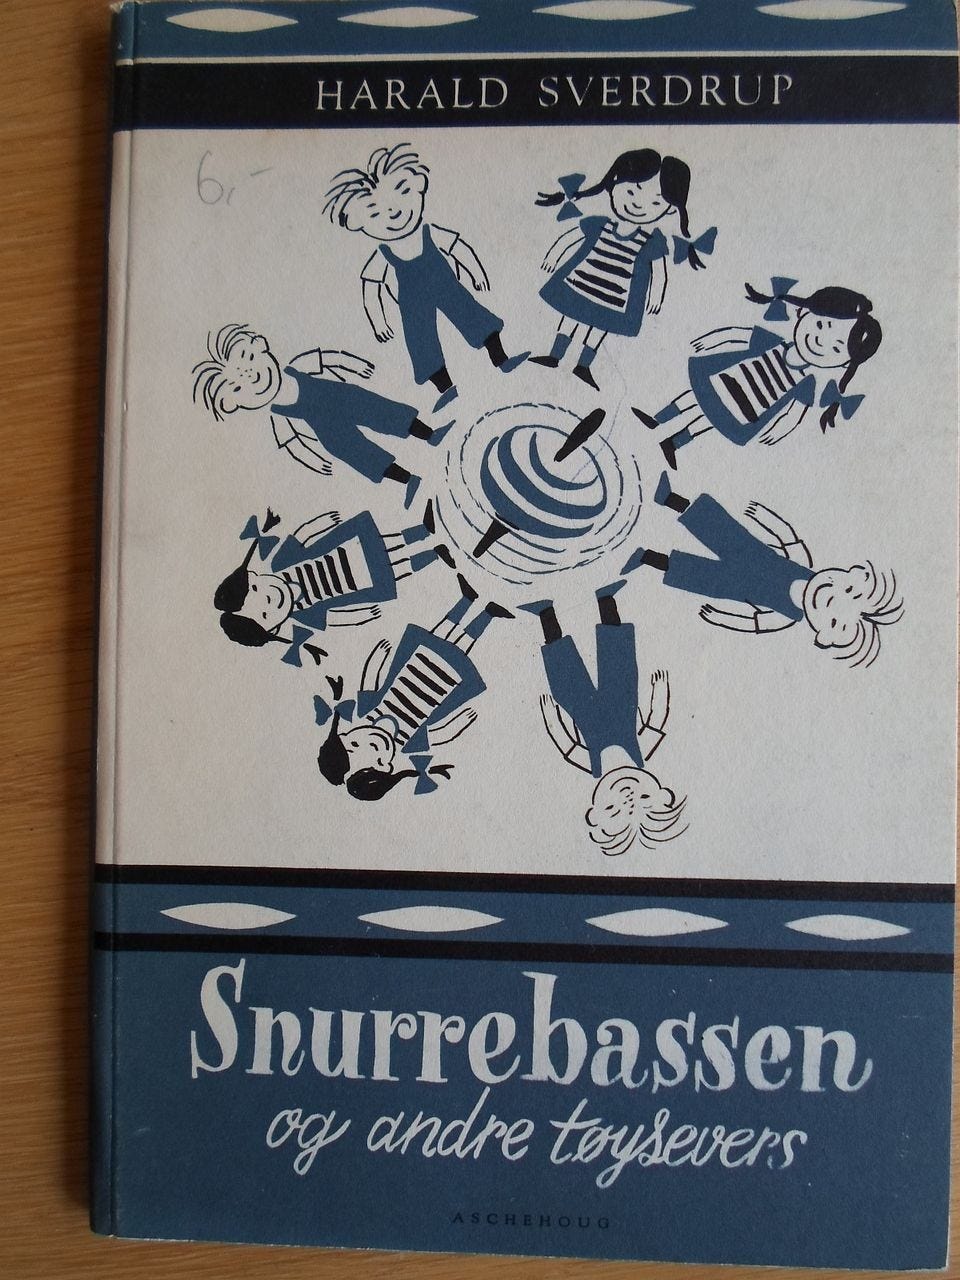 HARALD SVERDRUP
6,-
Snurrebassen
og andre tøysevers
ASCHEHOUG